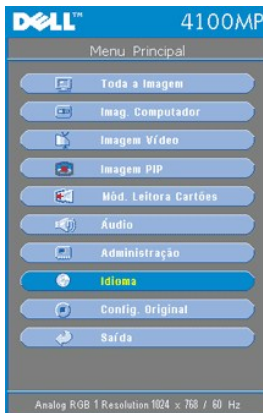 DELL™ 4100MP
Menu Principal
Toda a Imagem
Imag. Computador
Imagem Vídeo
Imagem PIP
Mód. Leitora Cartões
Áudio
Administração
Idioma
Config. Original
Saída
Analog RGB 1 Resolution 1024 x 768 / 60 Hz